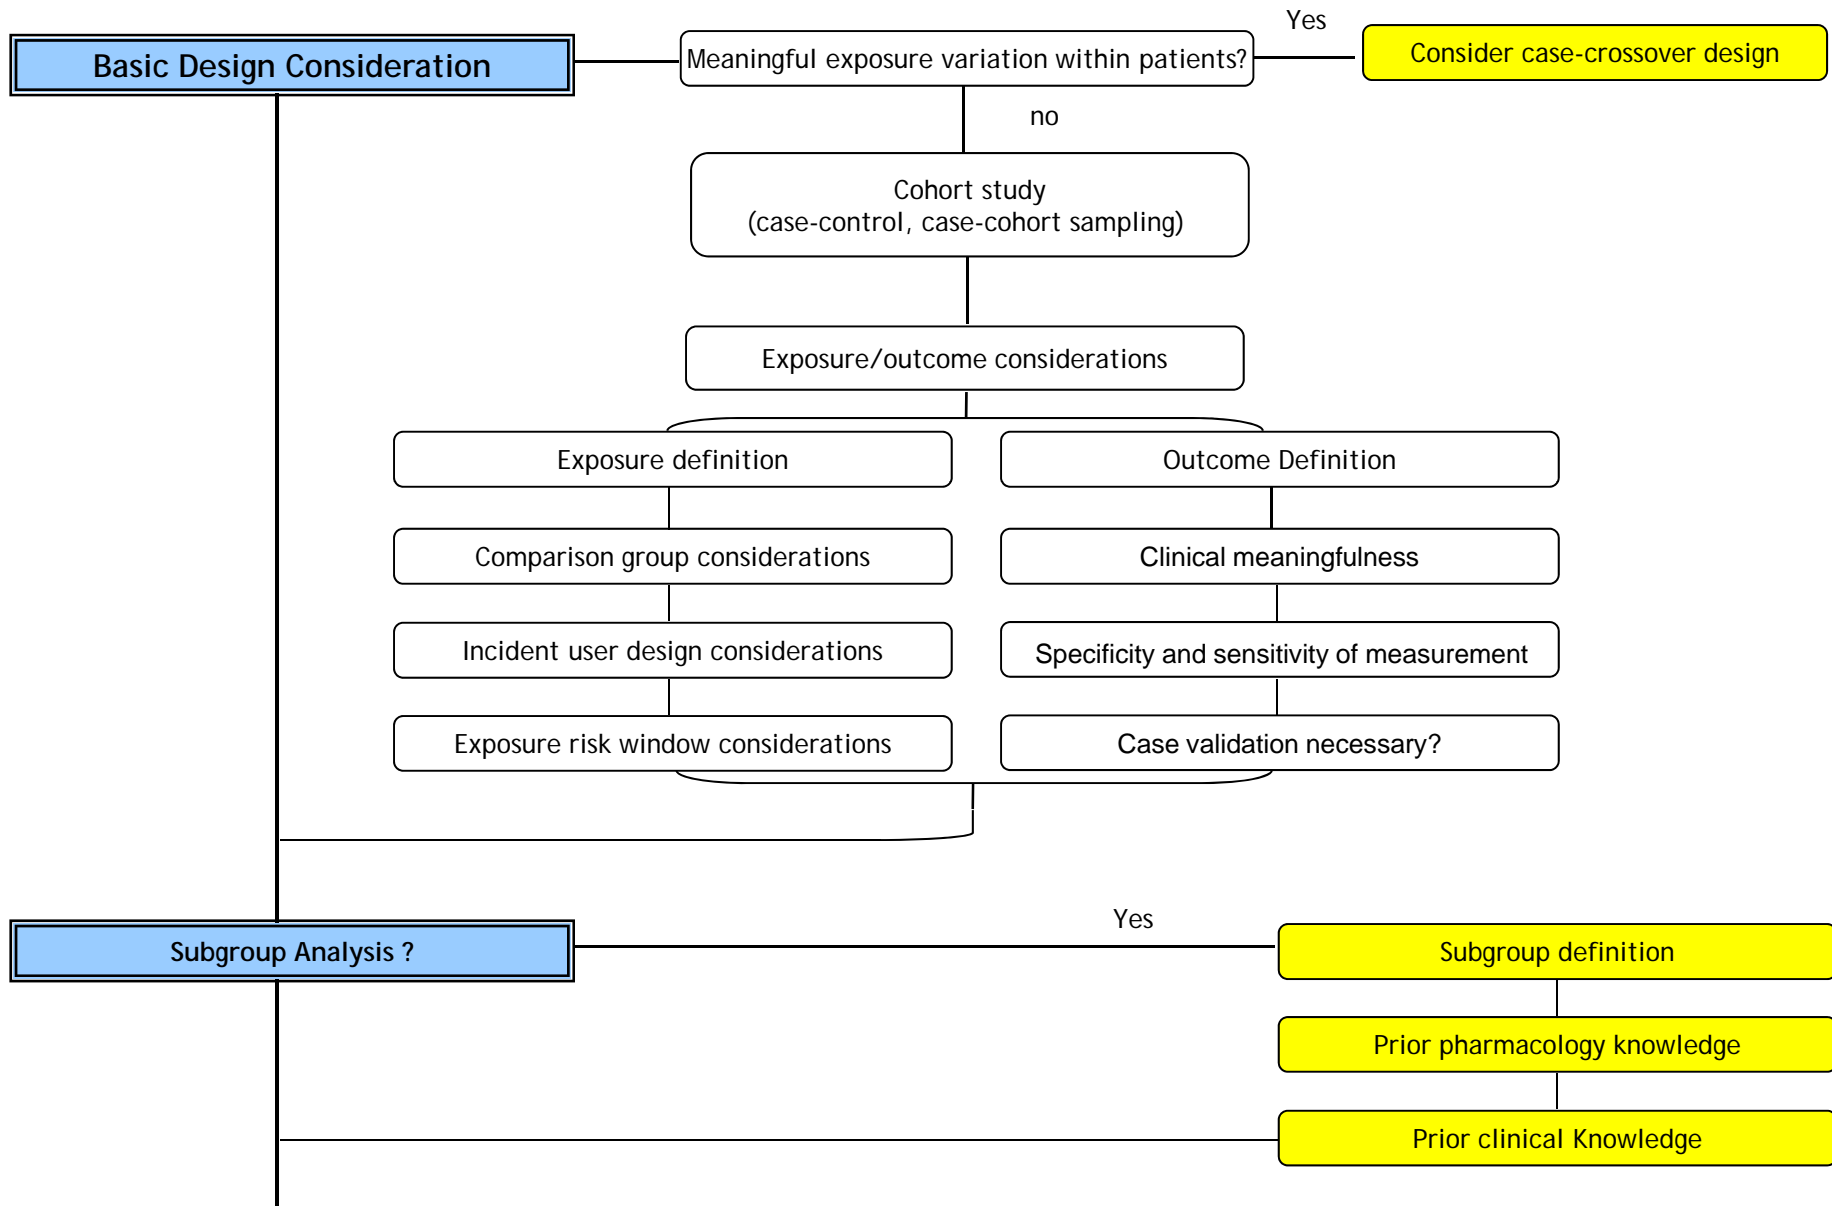 Basic Design Consideration
Meaningful exposure variation within patients?
Yes
Consider case-crossover design
no
Cohort study
(case-control, case-cohort sampling)
Exposure/outcome considerations
Exposure definition
Outcome Definition
Comparison group considerations
Clinical meaningfulness
Incident user design considerations
Specificity and sensitivity of measurement
Exposure risk window considerations
Case validation necessary?
Subgroup Analysis ?
Yes
Subgroup definition
Prior pharmacology knowledge
Prior clinical Knowledge